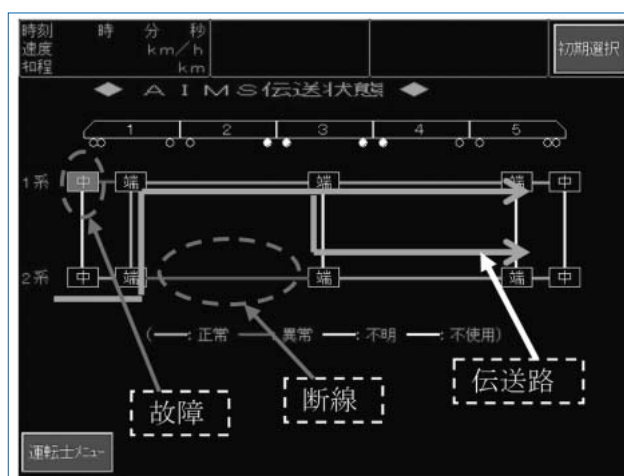 時刻 時 分 秒
速度 km/h
キロ程 km
初期選択
◆ AIMS伝送状態 ◆
1 2 3 4 5
1系 中 端 端 端 中
2系 中 端 端 端 中
(━:正常 ━:異常 ━:不明 ━:不使用)
故障
断線
伝送路
運転士メニュー